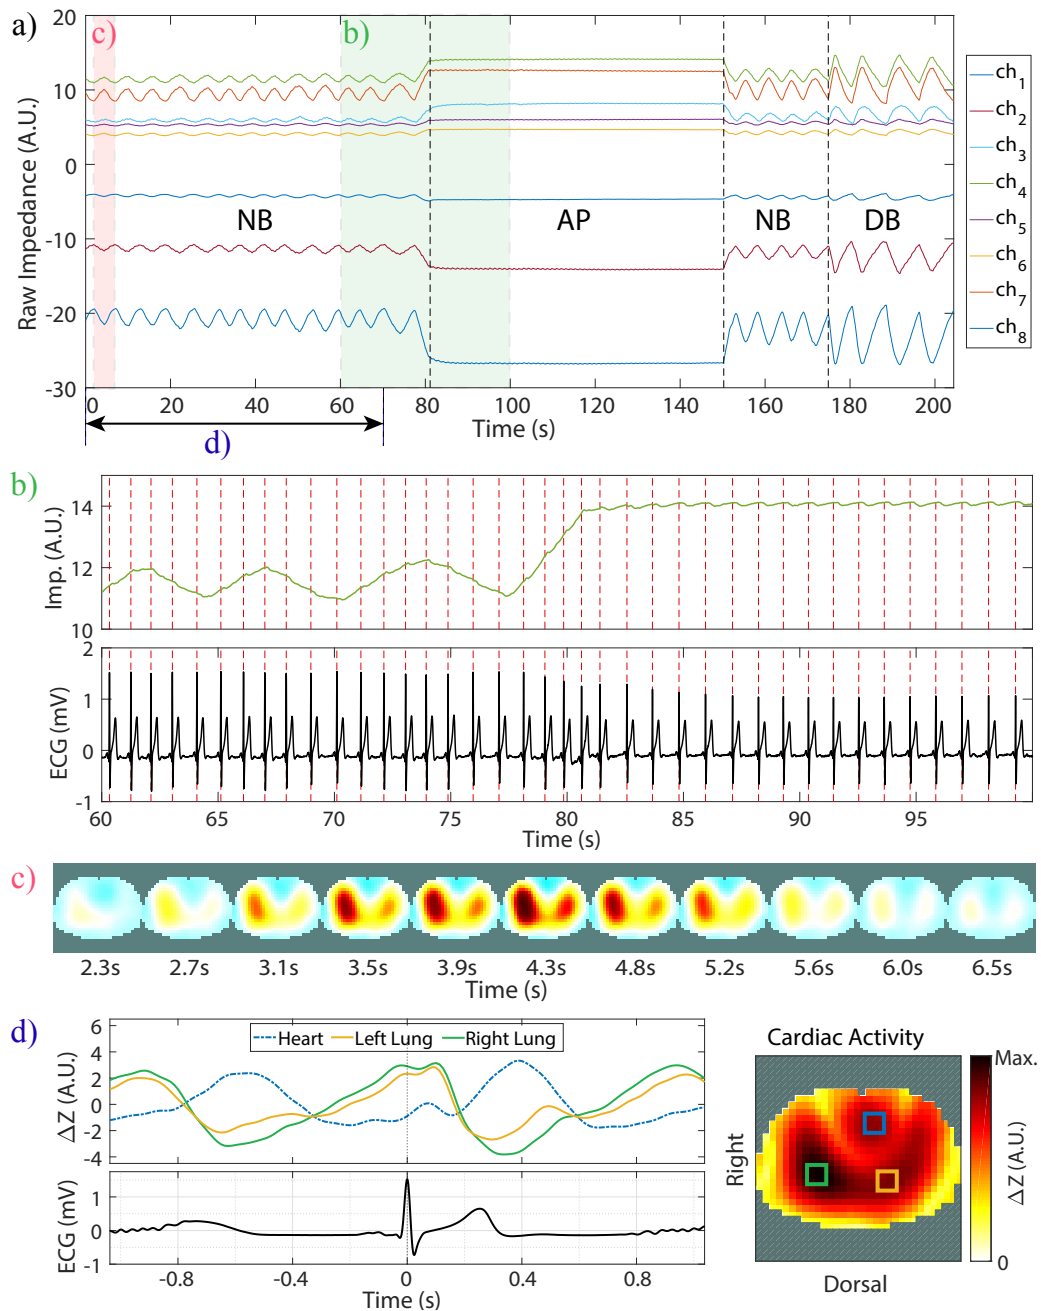 a)
c)
b)
20
10
0
-10
-20
-30
Raw Impedance (A.U.)
NB
AP
NB
DB
ch1
ch2
ch3
ch4
ch5
ch6
ch7
ch8
0 20 40 60 80 100 120 140 160 180 200
Time (s)
d)
b)
14
12
10
Imp. (A.U.)
2
1
0
-1
ECG (mV)
60 65 70 75 80 85 90 95
Time (s)
c)
2.3s 2.7s 3.1s 3.5s 3.9s 4.3s 4.8s 5.2s 5.6s 6.0s 6.5s
Time (s)
d)
6
4
2
0
-2
-4
ΔZ (A.U.)
Heart Left Lung Right Lung
1
0
-1
ECG (mV)
-0.8 -0.4 0 0.4 0.8
Time (s)
Cardiac Activity
Right
Dorsal
Max.
0
ΔZ (A.U.)